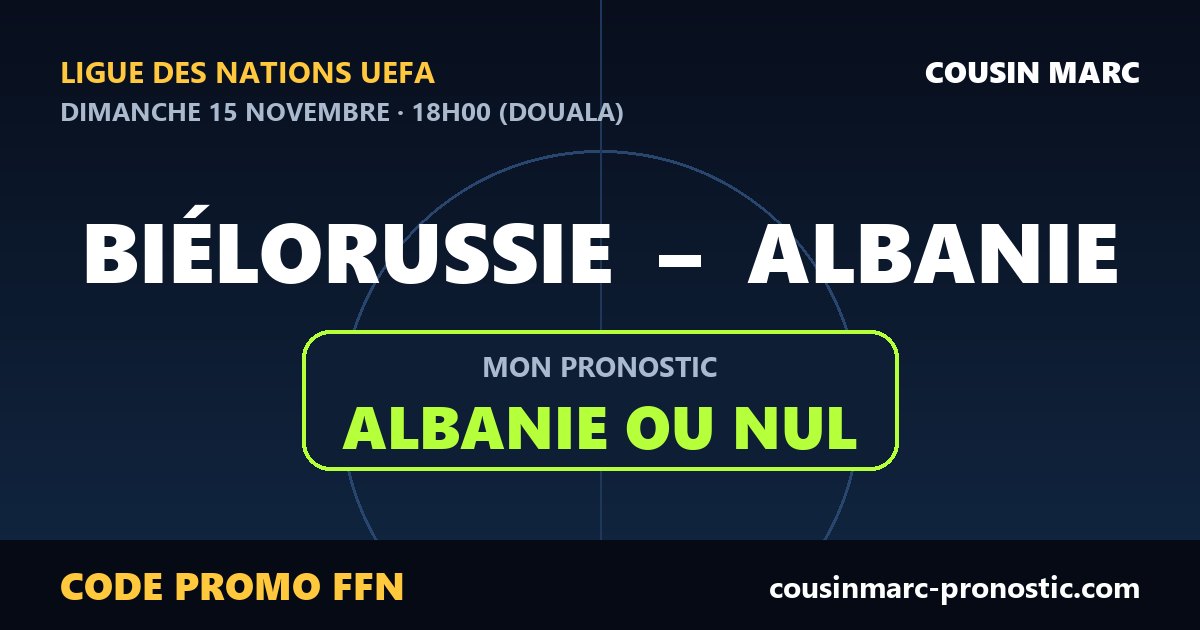 LIGUE DES NATIONS UEFA
COUSIN MARC
DIMANCHE 15 NOVEMBRE · 18H00 (DOUALA)
BIÉLORUSSIE – ALBANIE
MON PRONOSTIC
ALBANIE OU NUL
CODE PROMO FFN
cousinmarc-pronostic.com